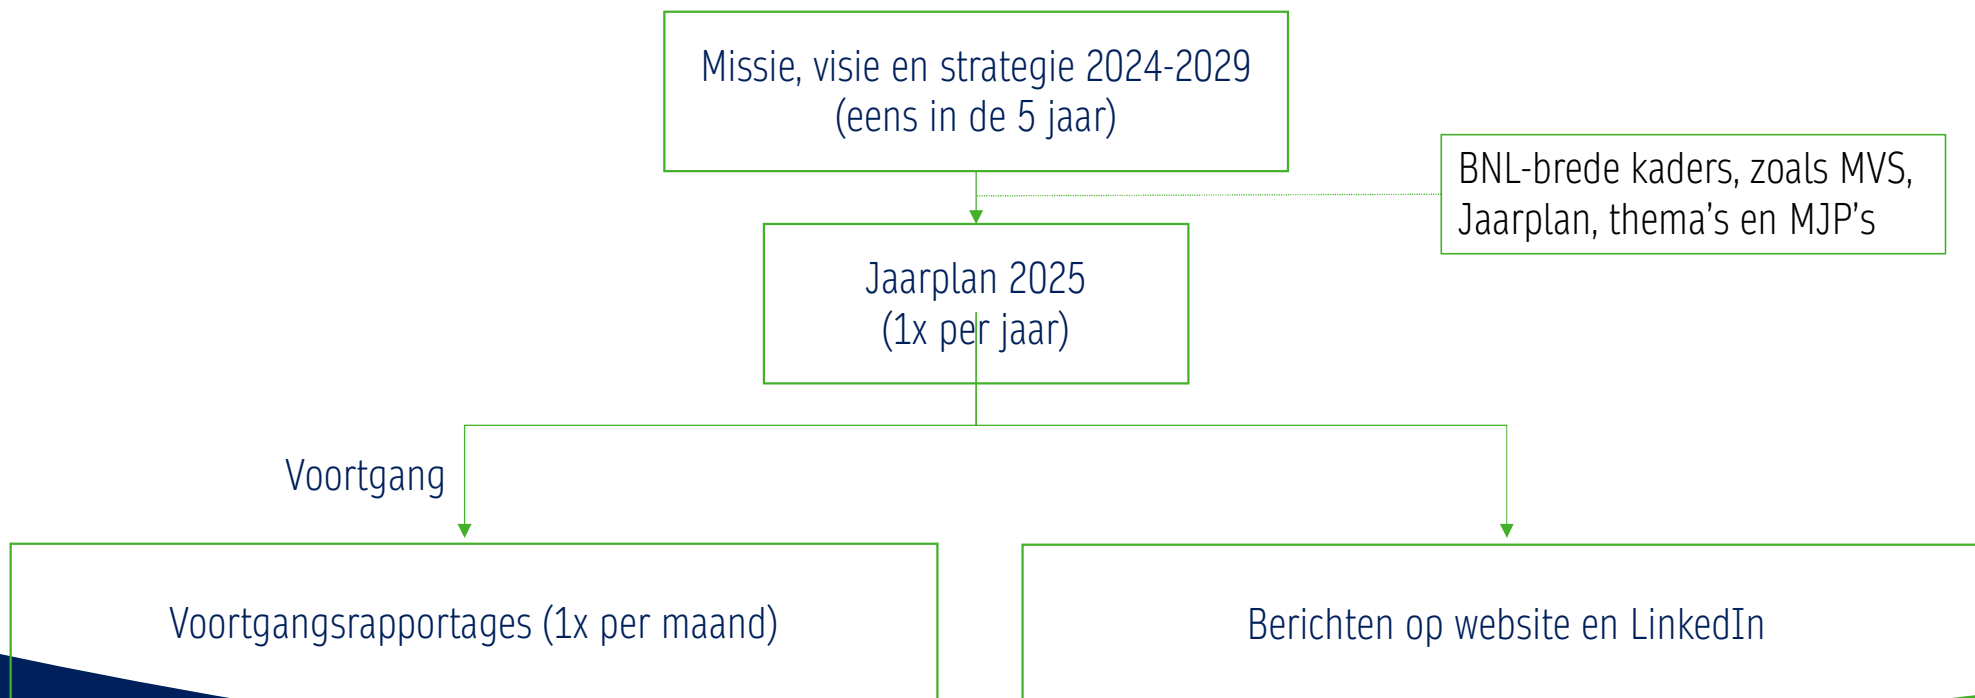 Missie, visie en strategie 2024-2029
(eens in de 5 jaar)
BNL-brede kaders, zoals MVS,
Jaarplan, thema’s en MJP’s
Jaarplan 2025
(1x per jaar)
Voortgang
Voortgangsrapportages (1x per maand)
Berichten op website en LinkedIn